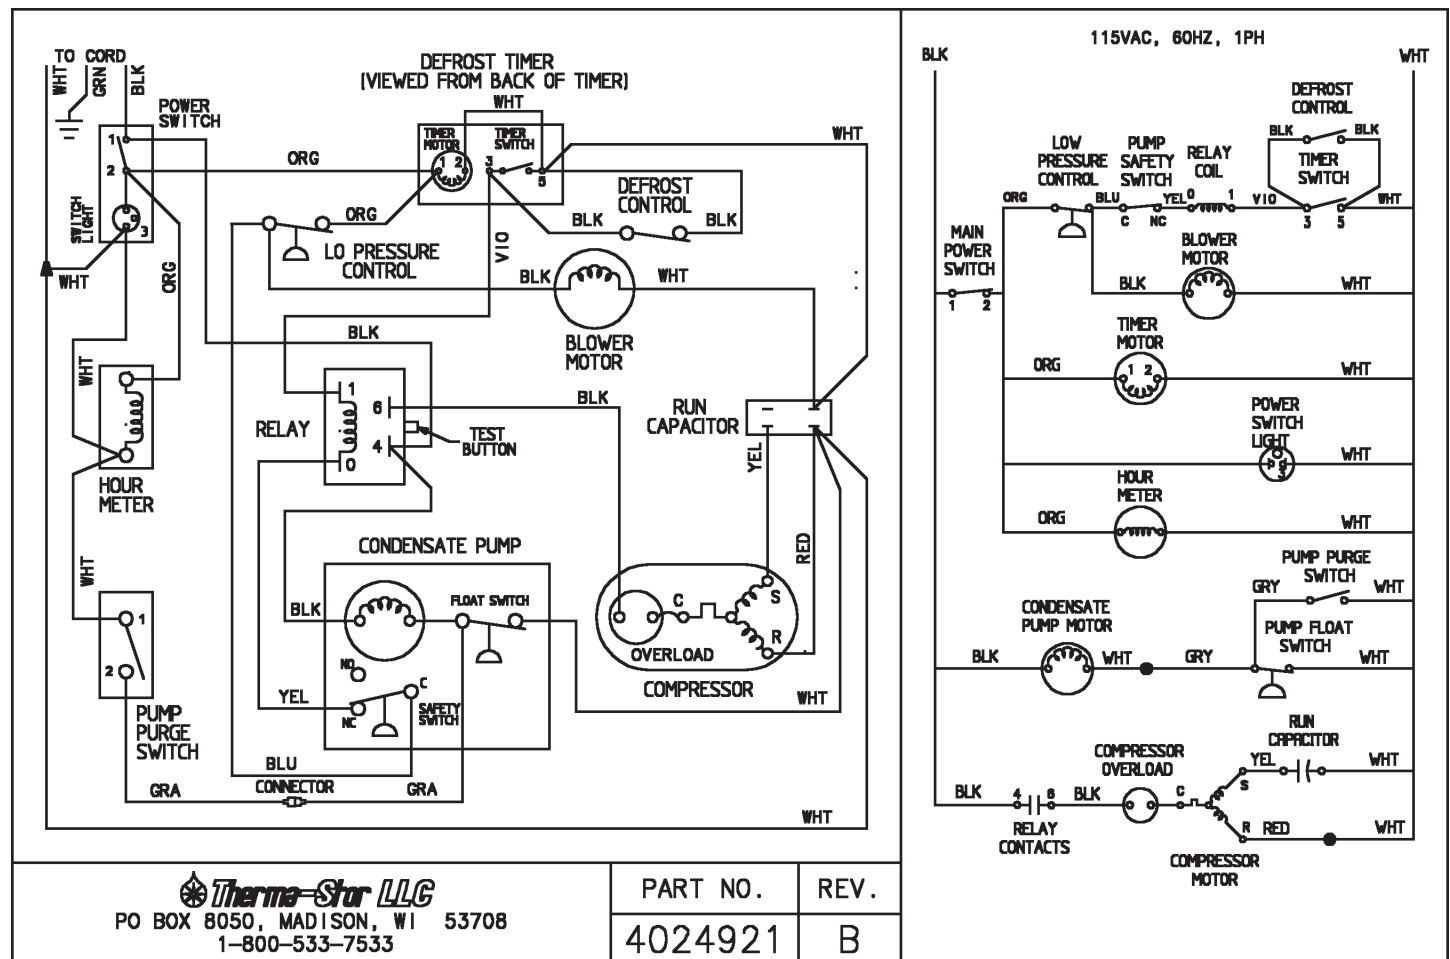 TO CORD
WHT
GRN
BLK
POWER
SWITCH
1
2
3
SWITCH
LIGHT
WHT
ORG
DEFROST TIMER
(VIEWED FROM BACK OF TIMER)
WHT
TIMER
MOTOR
1 2
TIMER
SWITCH
3
5
WHT
ORG
ORG
LO PRESSURE
CONTROL
VIO
DEFROST
CONTROL
BLK
BLK
BLK
WHT
BLOWER
MOTOR
BLK
WHT
HOUR
METER
RELAY
1
0
6
4
TEST
BUTTON
BLK
RUN
CAPACITOR
YEL
RED
WHT
1
2
PUMP
PURGE
SWITCH
CONDENSATE PUMP
BLK
FLOAT SWITCH
NO
NC
C
SAFETY
SWITCH
YEL
BLU
GRA
CONNECTOR
GRA
C
S
R
OVERLOAD
COMPRESSOR
WHT
WHT
115VAC, 60HZ, 1PH
BLK
WHT
DEFROST
CONTROL
BLK
BLK
TIMER
SWITCH
LOW
PRESSURE
CONTROL
PUMP
SAFETY
SWITCH
RELAY
COIL
ORG
BLU
C
NC
YEL
0
1
VIO
3
5
WHT
MAIN
POWER
SWITCH
1
2
BLOWER
MOTOR
BLK
WHT
TIMER
MOTOR
ORG
1 2
WHT
POWER
SWITCH
LIGHT
3
WHT
HOUR
METER
ORG
WHT
PUMP PURGE
SWITCH
GRY
WHT
CONDENSATE
PUMP MOTOR
PUMP FLOAT
SWITCH
BLK
WHT
GRY
WHT
RUN
CAPACITOR
COMPRESSOR
OVERLOAD
YEL
WHT
BLK
4
6
BLK
C
S
R
RED
WHT
RELAY
CONTACTS
COMPRESSOR
MOTOR
Therma-Stor LLC
PO BOX 8050, MADISON, WI 53708
1-800-533-7533
PART NO.
4024921
REV.
B